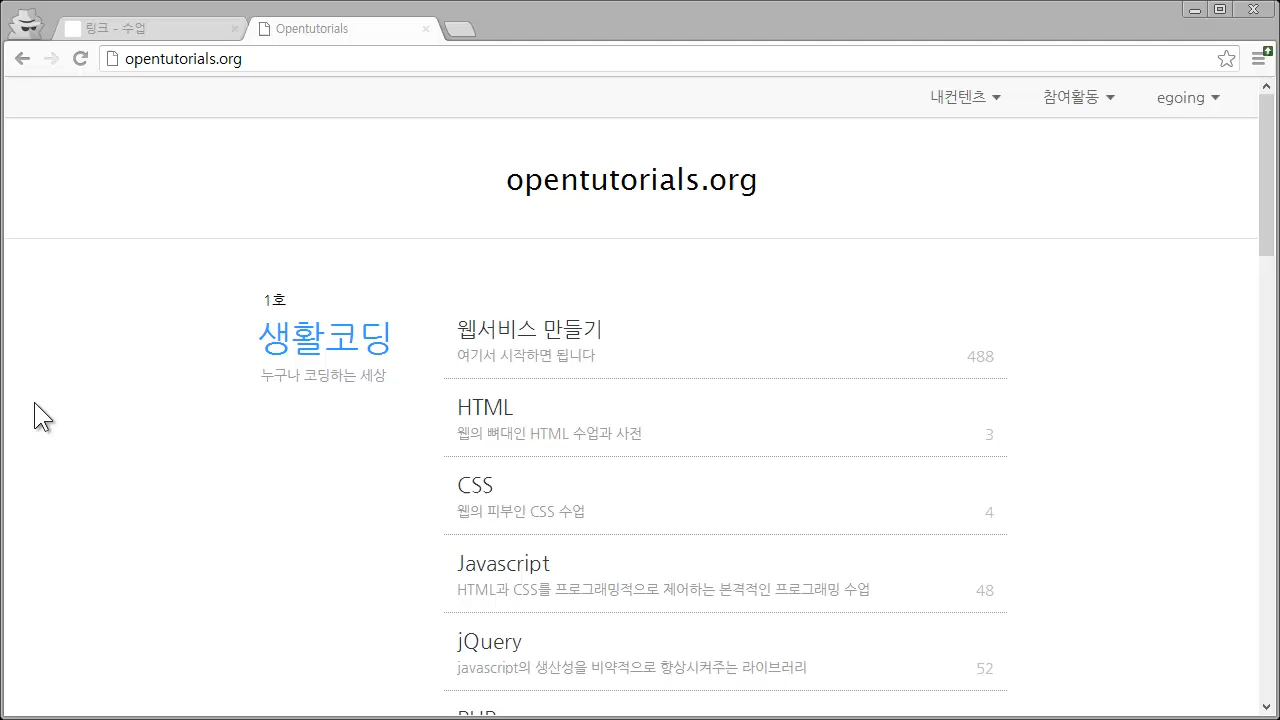 링크 - 수업
Opentutorials
opentutorials.org
내컨텐츠
참여활동
egoing
opentutorials.org
1호
생활코딩
누구나 코딩하는 세상
웹서비스 만들기
여기서 시작하면 됩니다
488
HTML
웹의 뼈대인 HTML 수업과 사전
3
CSS
웹의 피부인 CSS 수업
4
Javascript
HTML과 CSS를 프로그래밍적으로 제어하는 본격적인 프로그래밍 수업
48
jQuery
javascript의 생산성을 비약적으로 향상시켜주는 라이브러리
52